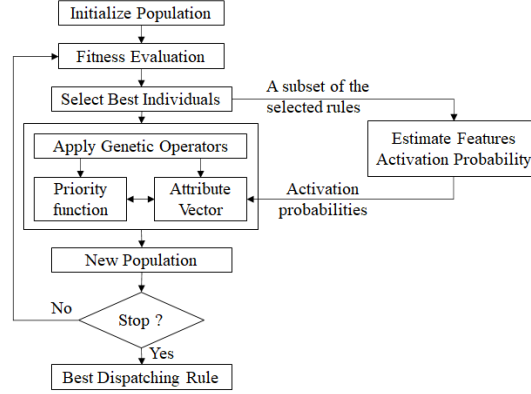 Initialize Population
Fitness Evaluation
Select Best Individuals
A subset of the
selected rules
Estimate Features
Activation Probability
Apply Genetic Operators
Priority
function
Attribute
Vector
Activation
probabilities
New Population
No
Stop ?
Yes
Best Dispatching Rule